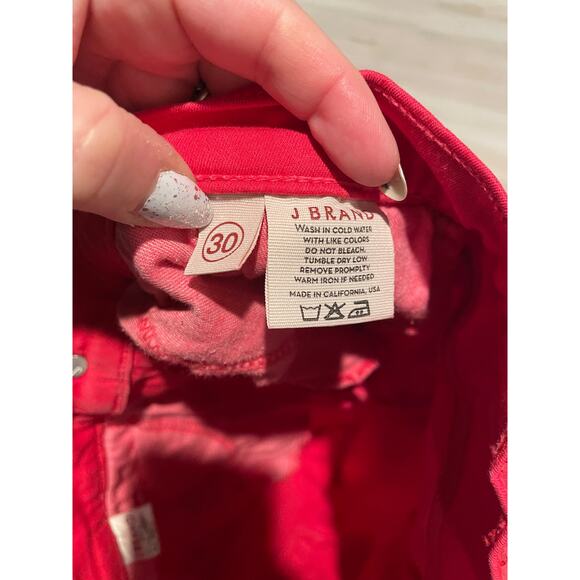 30
J BRAND
WASH IN COLD WATER
WITH LIKE COLORS
DO NOT BLEACH.
TUMBLE DRY LOW
REMOVE PROMPLTY
WARM IRON IF NEEDED
MADE IN CALIFORNIA, USA